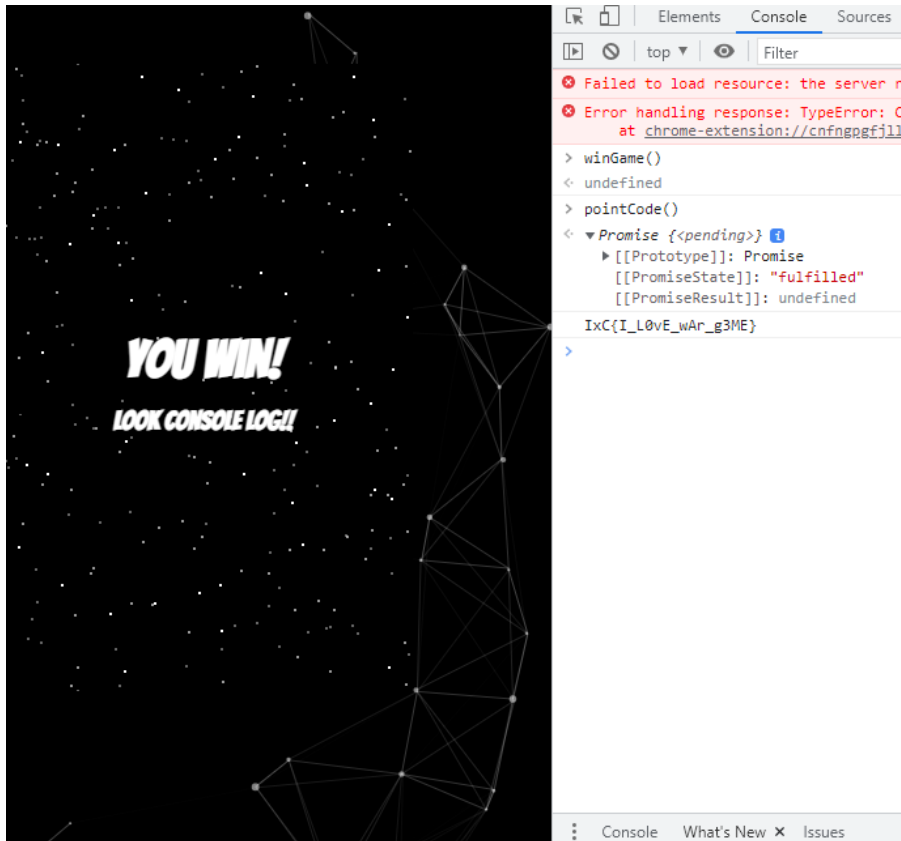 YOU WIN!
LOOK CONSOLE LOG!!
Elements Console Sources
top ▼ Filter
Failed to load resource: the server
Error handling response: TypeError:
at chrome-extension://cnfngpgfjll
> winGame()
undefined
> pointCode()
▼ Promise {<pending>} i
▶ [[Prototype]]: Promise
[[PromiseState]]: "fulfilled"
[[PromiseResult]]: undefined
IxC{I_L0vE_wAr_g3ME}
>
Console What's New × Issues